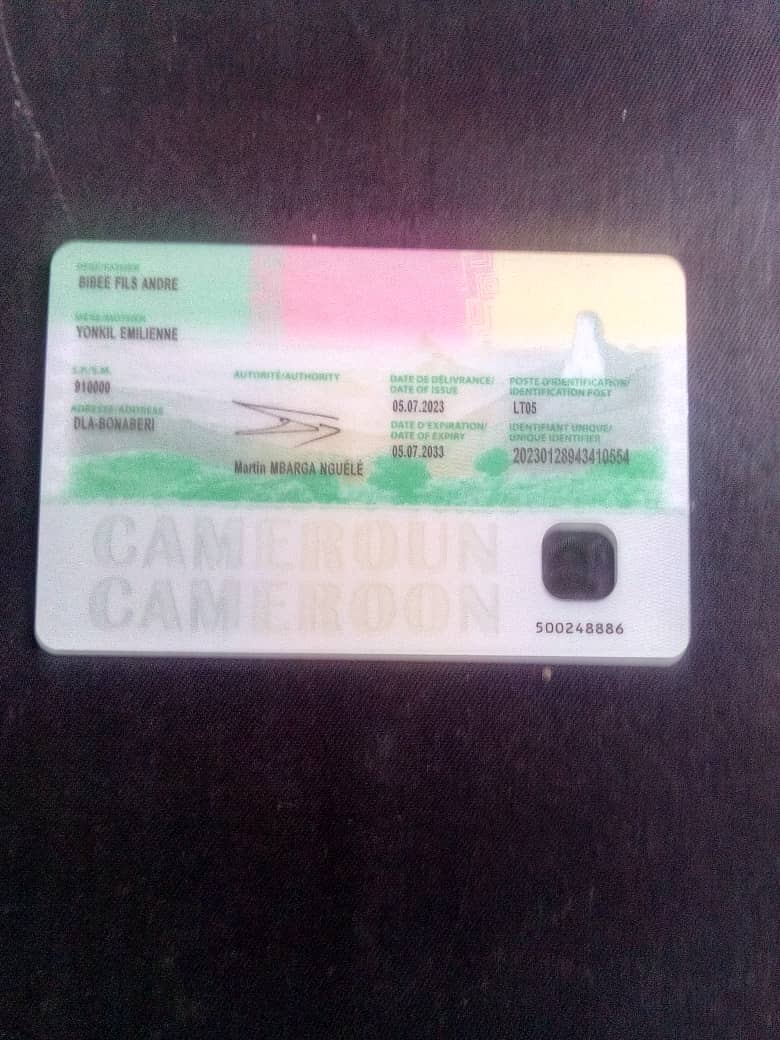 PÈRE/FATHER
BIBEE FILS ANDRE
MÈRE/MOTHER
YONKIL EMILIENNE
S.P./S.M.
910000
ADRESSE/ADDRESS
DLA-BONABERI
AUTORITÉ/AUTHORITY
Martin MBARGA NGUÉLÉ
DATE DE DÉLIVRANCE/
DATE OF ISSUE
05.07.2023
DATE D'EXPIRATION/
DATE OF EXPIRY
05.07.2033
POSTE D'IDENTIFICATION/
IDENTIFICATION POST
LT05
IDENTIFIANT UNIQUE/
UNIQUE IDENTIFIER
20230128943410554
CAMEROUN
CAMEROON
500248886